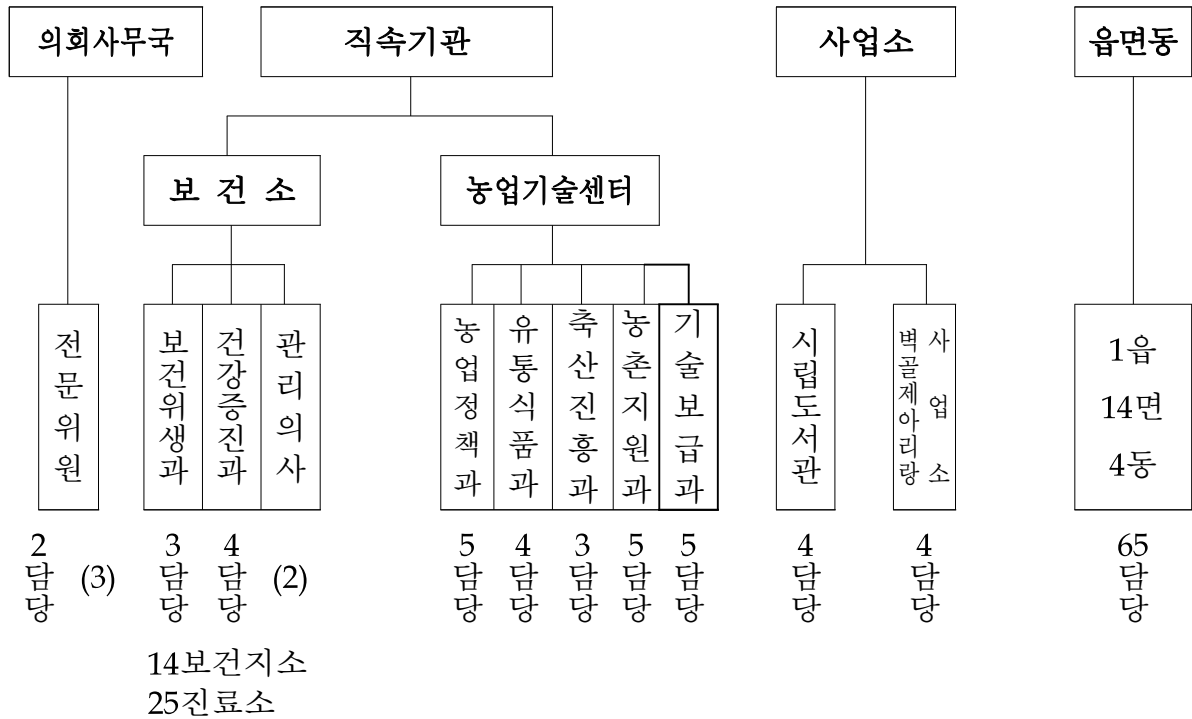 의회사무국
직속기관
사업소
읍면동
보 건 소
농업기술센터
전문위원
보건위생과
건강증진과
관리의사
농업정책과
유통식품과
축산진흥과
농촌지원과
기술보급과
시립도서관
벽골제아리랑
사업소
1읍
14면
4동
2담당
(3)
3담당
4담당
(2)
5담당
4담당
3담당
5담당
5담당
4담당
4담당
65담당
14보건지소
25진료소